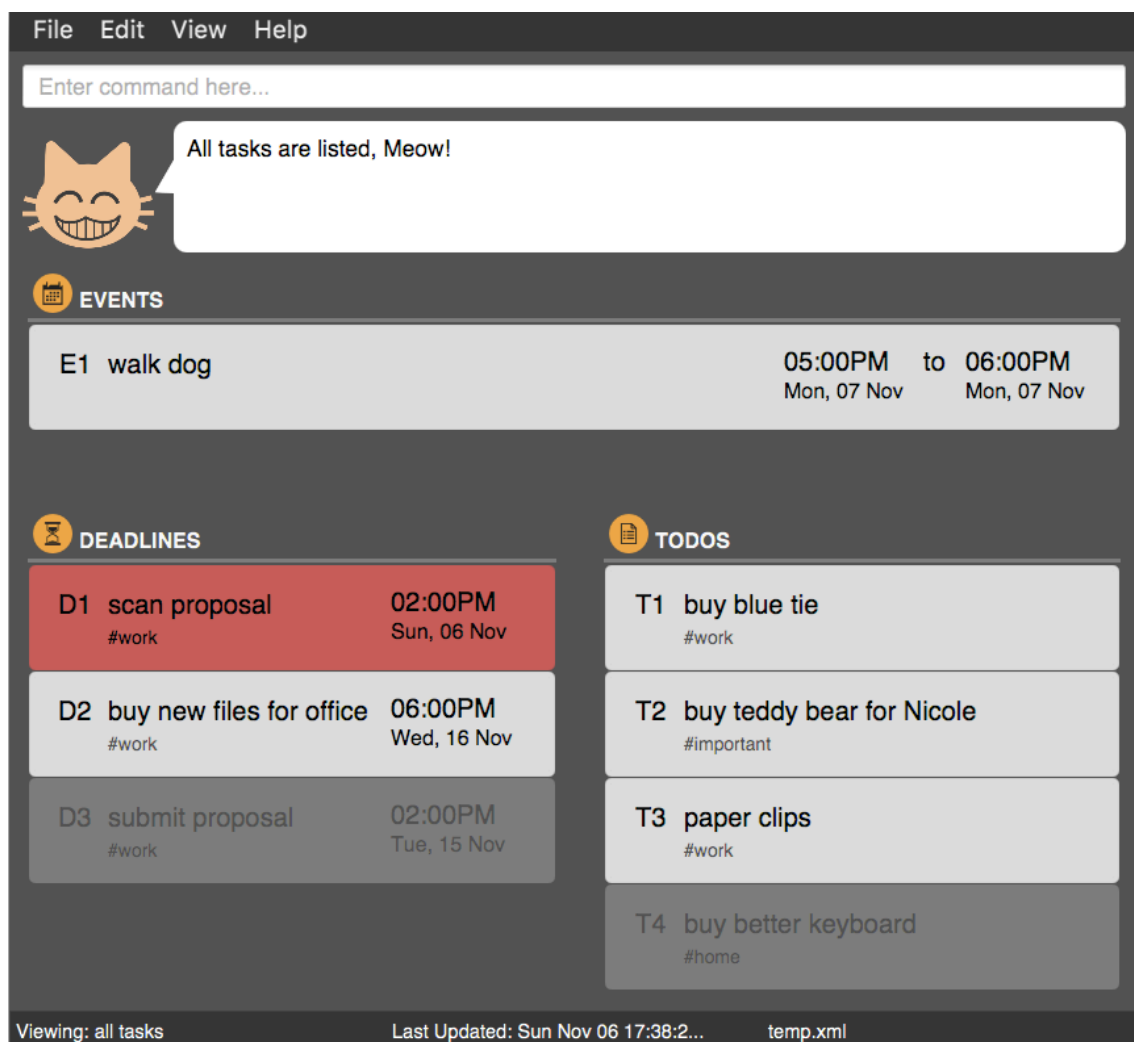 File Edit View Help
Enter command here...
All tasks are listed, Meow!
EVENTS
E1 walk dog 05:00PM to 06:00PM
Mon, 07 Nov Mon, 07 Nov
DEADLINES
D1 scan proposal 02:00PM
#work Sun, 06 Nov
D2 buy new files for office 06:00PM
#work Wed, 16 Nov
D3 submit proposal 02:00PM
#work Tue, 15 Nov
TODOS
T1 buy blue tie
#work
T2 buy teddy bear for Nicole
#important
T3 paper clips
#work
T4 buy better keyboard
#home
Viewing: all tasks Last Updated: Sun Nov 06 17:38:2... temp.xml